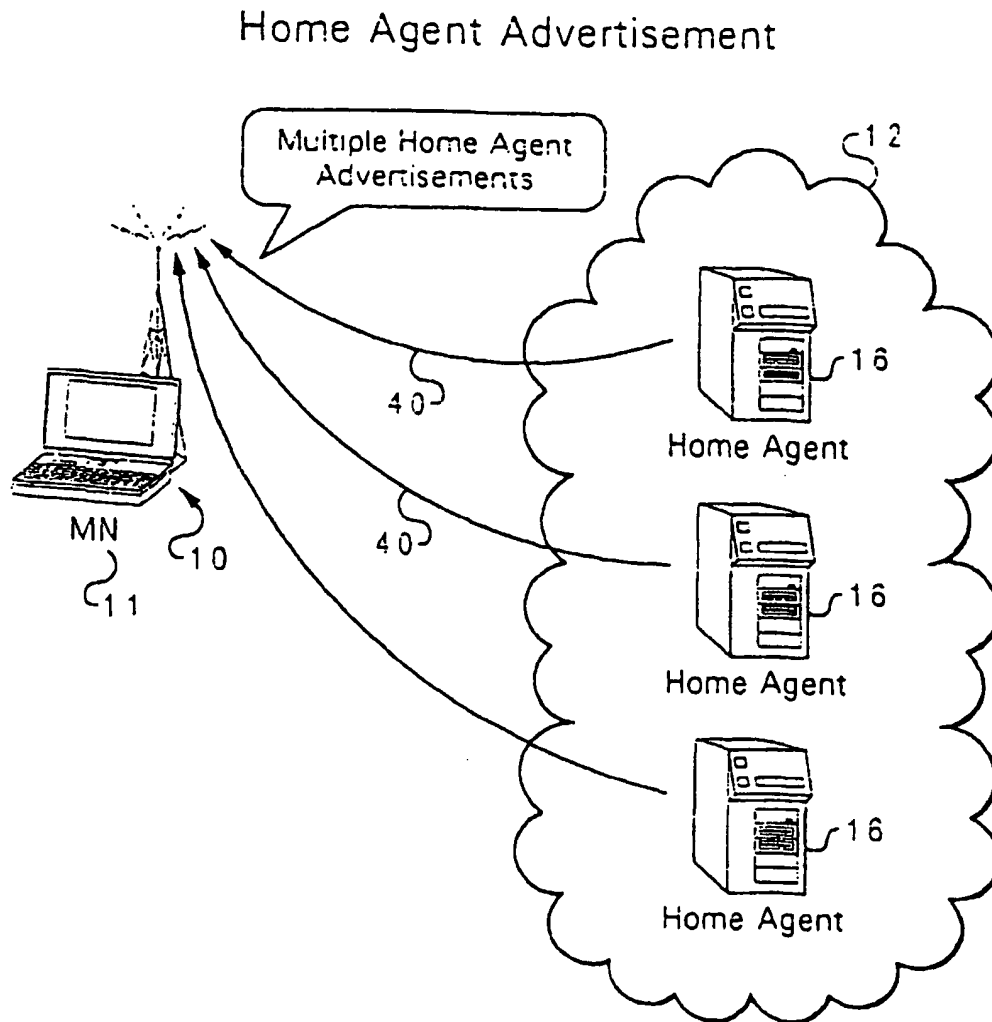 Home Agent Advertisement
Multiple Home Agent
Advertisements
12
16
40
Home Agent
MN
10
40
11
16
Home Agent
16
Home Agent